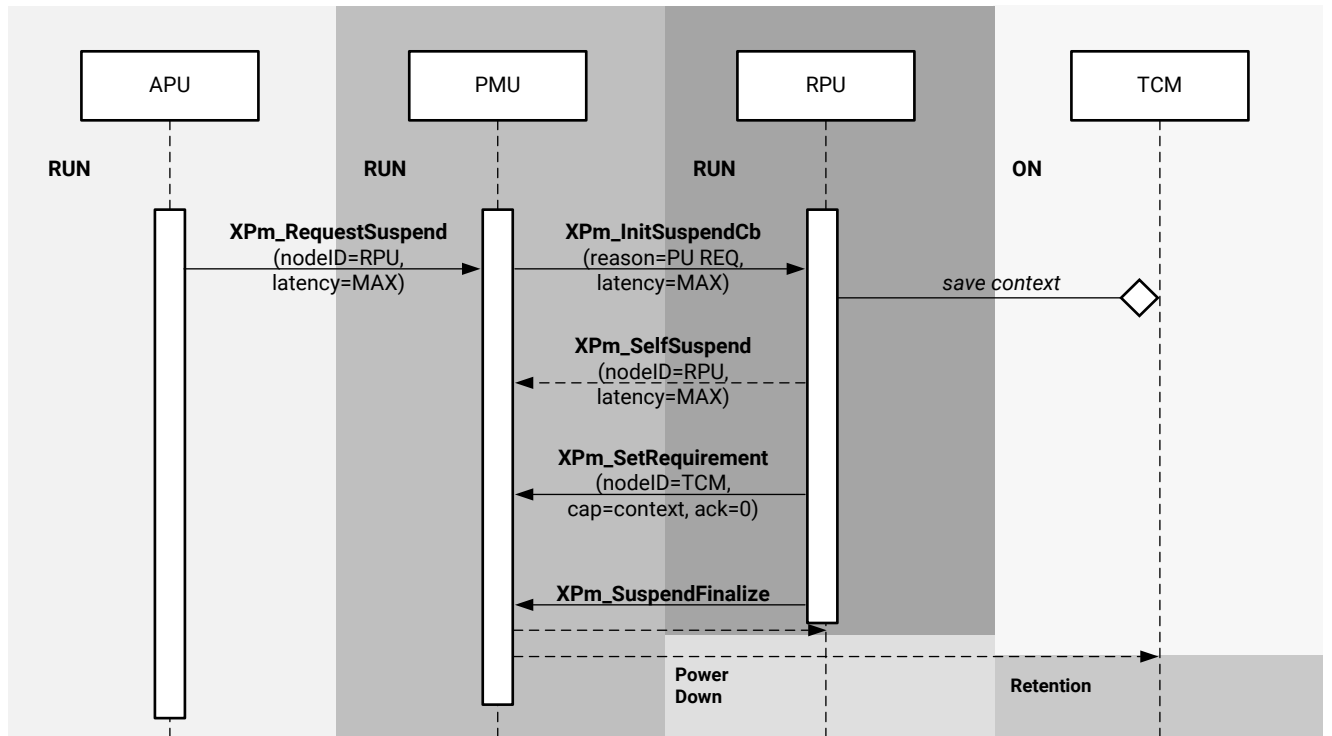 APU
PMU
RPU
TCM
RUN
RUN
RUN
ON
XPm_RequestSuspend
(nodeID=RPU,
latency=MAX)
XPm_InitSuspendCb
(reason=PU REQ,
latency=MAX)
save context
XPm_SelfSuspend
(nodeID=RPU,
latency=MAX)
XPm_SetRequirement
(nodeID=TCM,
cap=context, ack=0)
XPm_SuspendFinalize
Power
Down
Retention